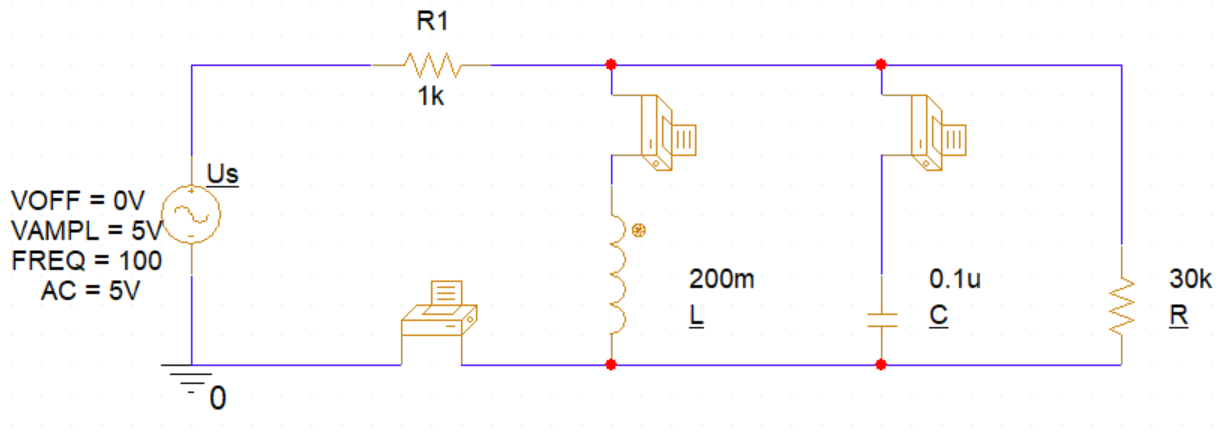 R1
1k
Us
VOFF = 0V
VAMPL = 5V
FREQ = 100
AC = 5V
200m
L
0.1u
C
30k
R
0